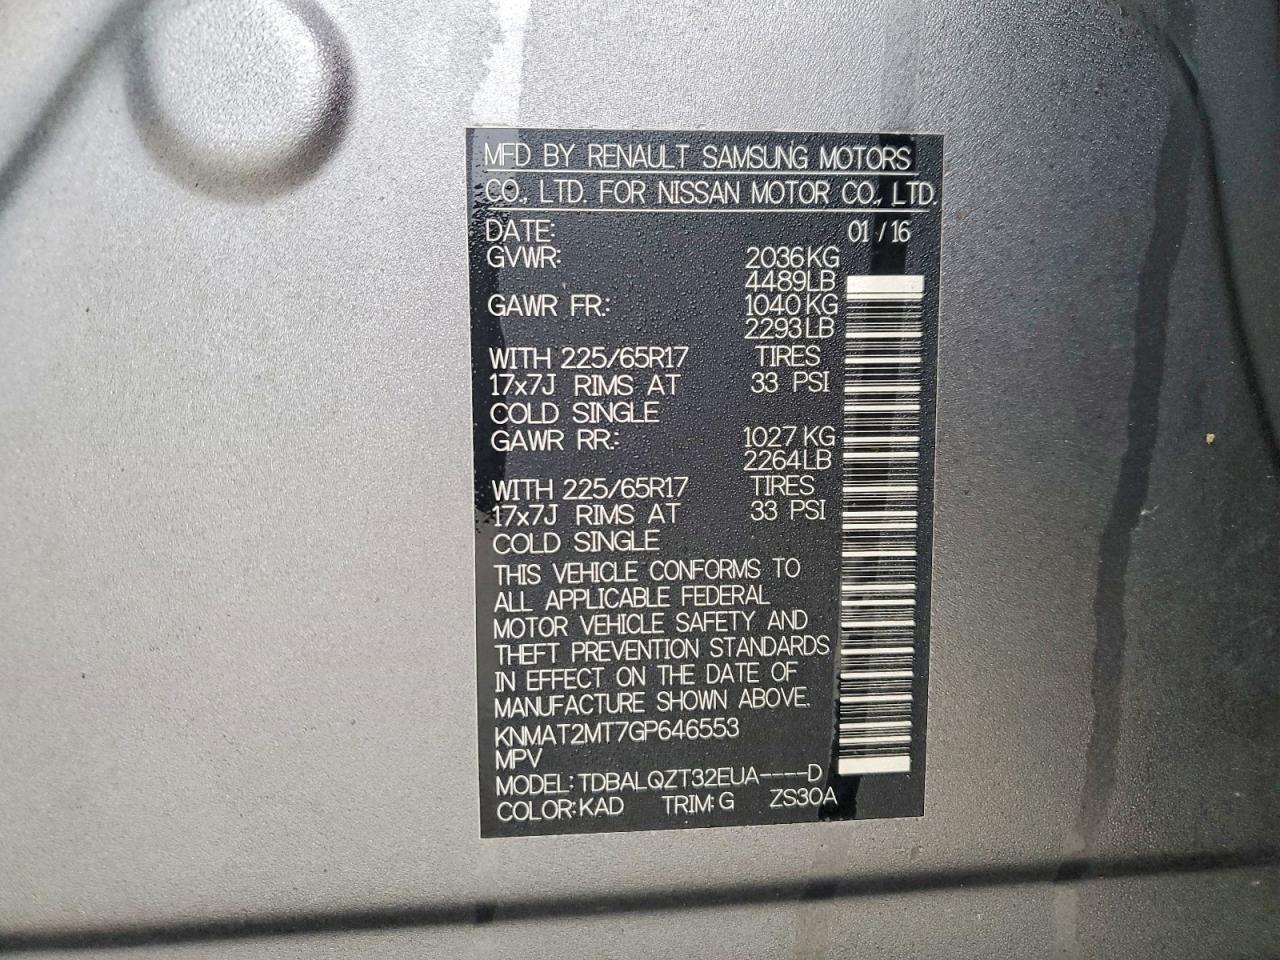 MFD BY RENAULT SAMSUNG MOTORS
CO., LTD. FOR NISSAN MOTOR CO., LTD.
DATE: 01 / 16
GVWR: 2036KG
4489LB
GAWR FR: 1040KG
2293LB
WITH 225/65R17 TIRES
17x7J RIMS AT 33 PSI
COLD SINGLE
GAWR RR: 1027KG
2264LB
WITH 225/65R17 TIRES
17x7J RIMS AT 33 PSI
COLD SINGLE
THIS VEHICLE CONFORMS TO
ALL APPLICABLE FEDERAL
MOTOR VEHICLE SAFETY AND
THEFT PREVENTION STANDARDS
IN EFFECT ON THE DATE OF
MANUFACTURE SHOWN ABOVE.
KNMAT2MT7GP646553
MPV
MODEL: TDBALQZT32EUA----D
COLOR: KAD TRIM: G ZS30A